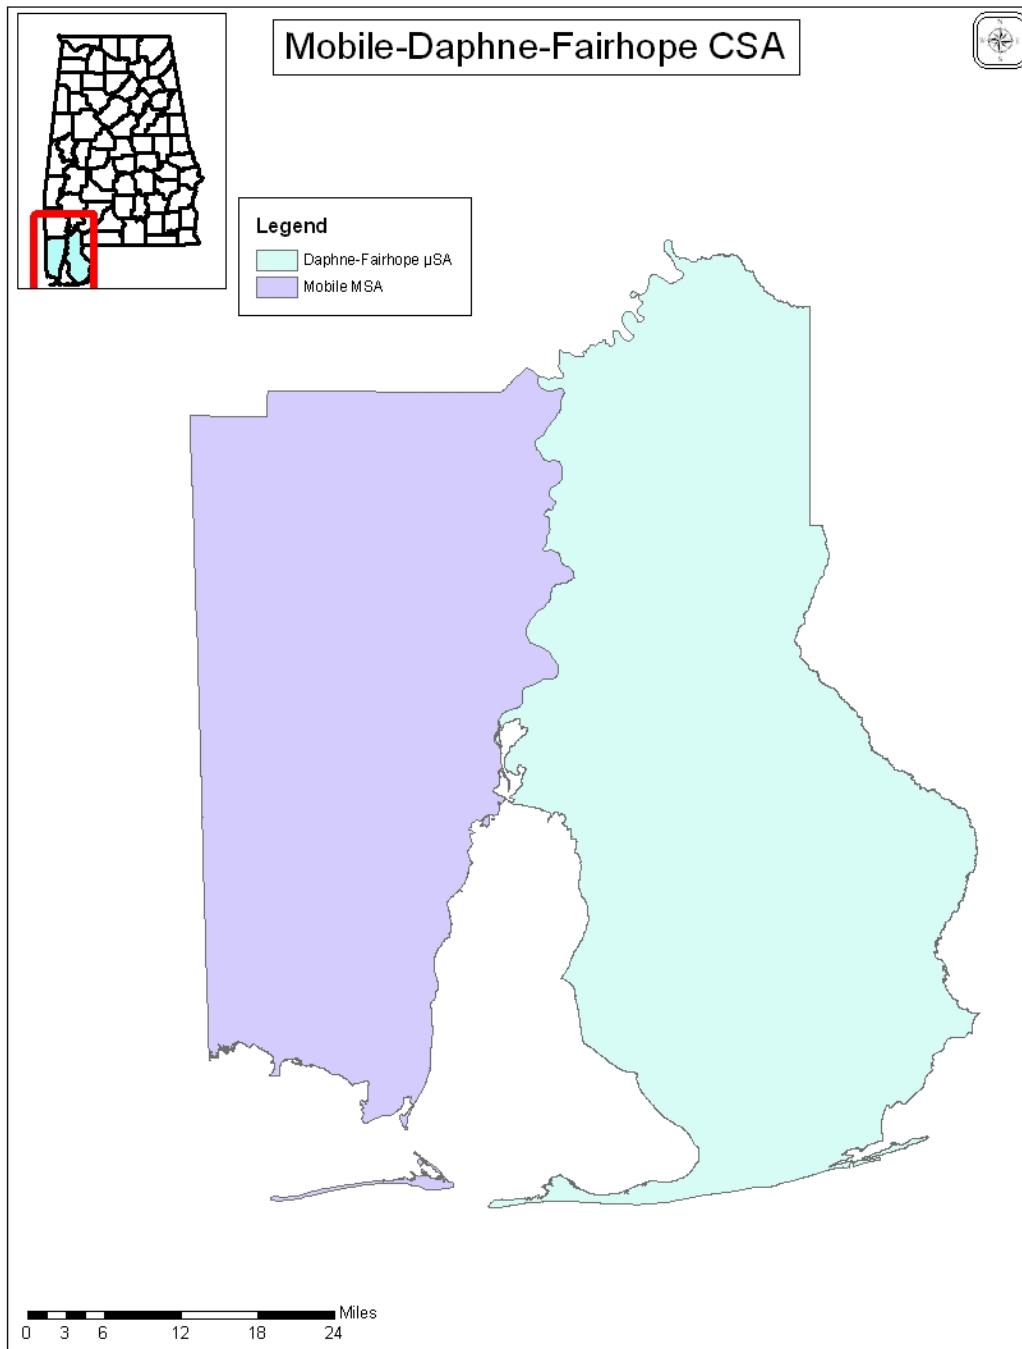 Mobile-Daphne-Fairhope CSA
N
W
E
S
Legend
Daphne-Fairhope µSA
Mobile MSA
Miles
0 3 6 12 18 24